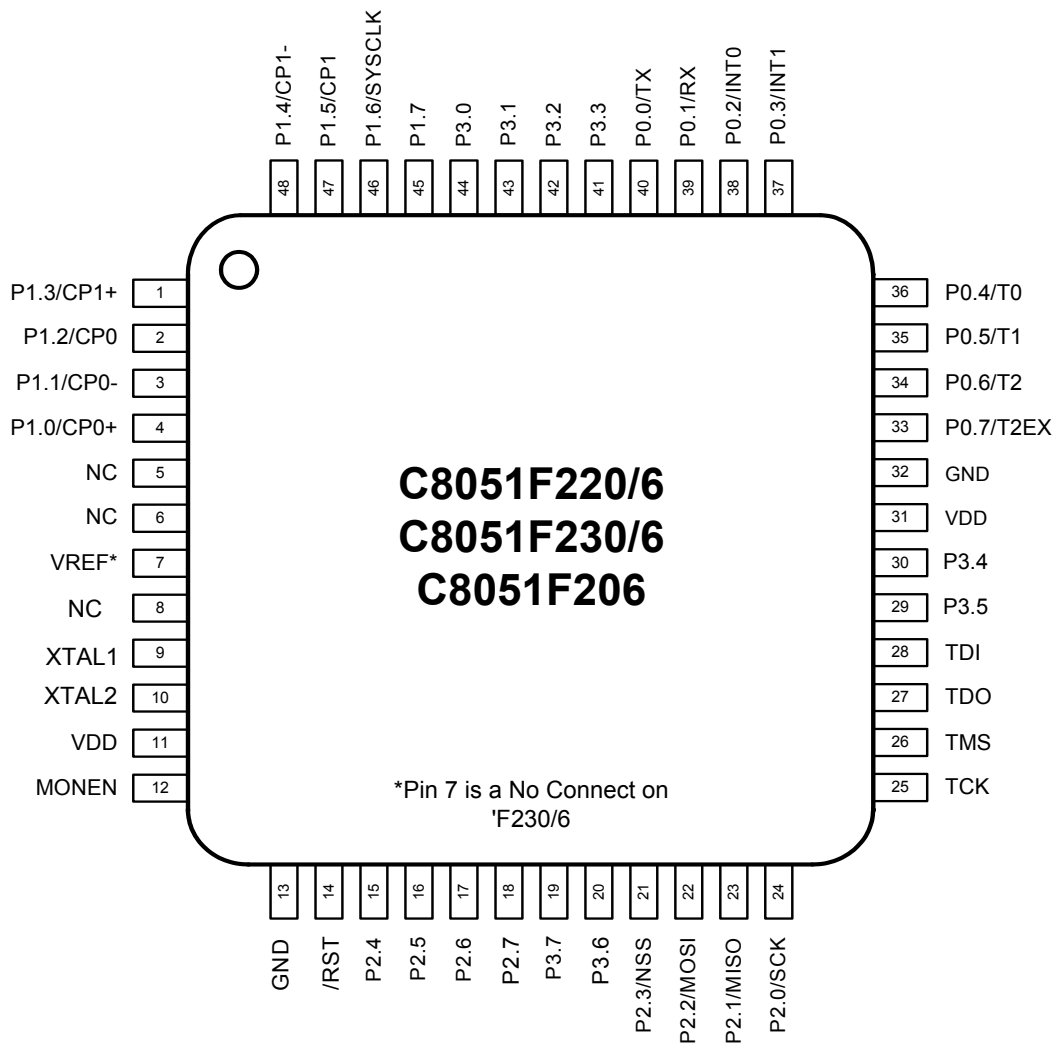 P1.4/CP1-
P1.5/CP1
P1.6/SYSCLK
P1.7
P3.0
P3.1
P3.2
P3.3
P0.0/TX
P0.1/RX
P0.2/INT0
P0.3/INT1
48
47
46
45
44
43
42
41
40
39
38
37
P1.3/CP1+
1
P1.2/CP0
2
P1.1/CP0-
3
P1.0/CP0+
4
NC
5
NC
6
VREF*
7
NC
8
XTAL1
9
XTAL2
10
VDD
11
MONEN
12
C8051F220/6
C8051F230/6
C8051F206
*Pin 7 is a No Connect on
'F230/6
36
P0.4/T0
35
P0.5/T1
34
P0.6/T2
33
P0.7/T2EX
32
GND
31
VDD
30
P3.4
29
P3.5
28
TDI
27
TDO
26
TMS
25
TCK
13
14
15
16
17
18
19
20
21
22
23
24
GND
/RST
P2.4
P2.5
P2.6
P2.7
P3.7
P3.6
P2.3/NSS
P2.2/MOSI
P2.1/MISO
P2.0/SCK